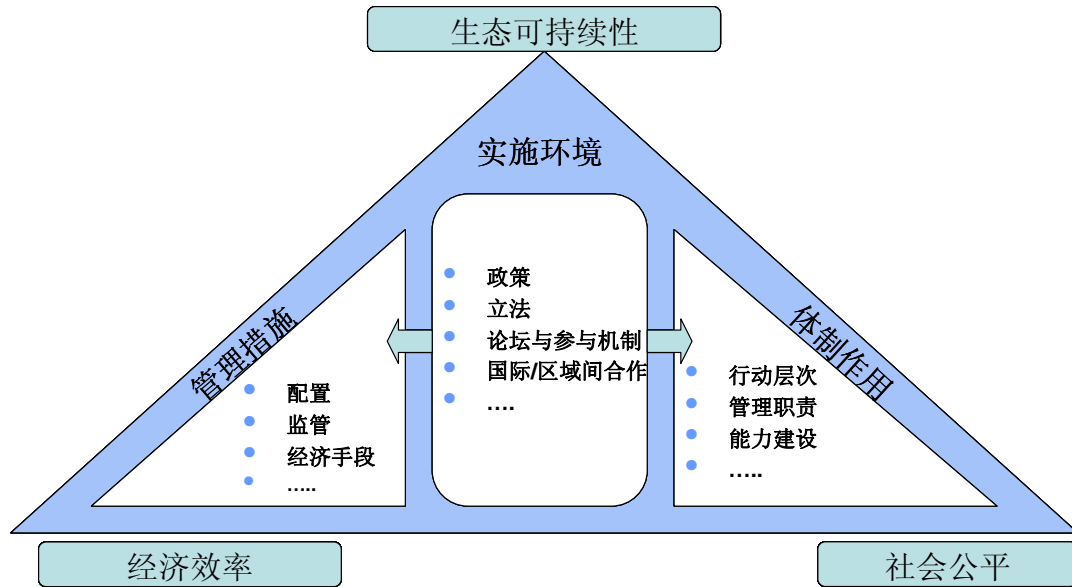 生态可持续性
实施环境
政策
立法
论坛与参与机制
国际/区域间合作
....
管理措施
配置
监管
经济手段
.....
体制作用
行动层次
管理职责
能力建设
.....
经济效率
社会公平